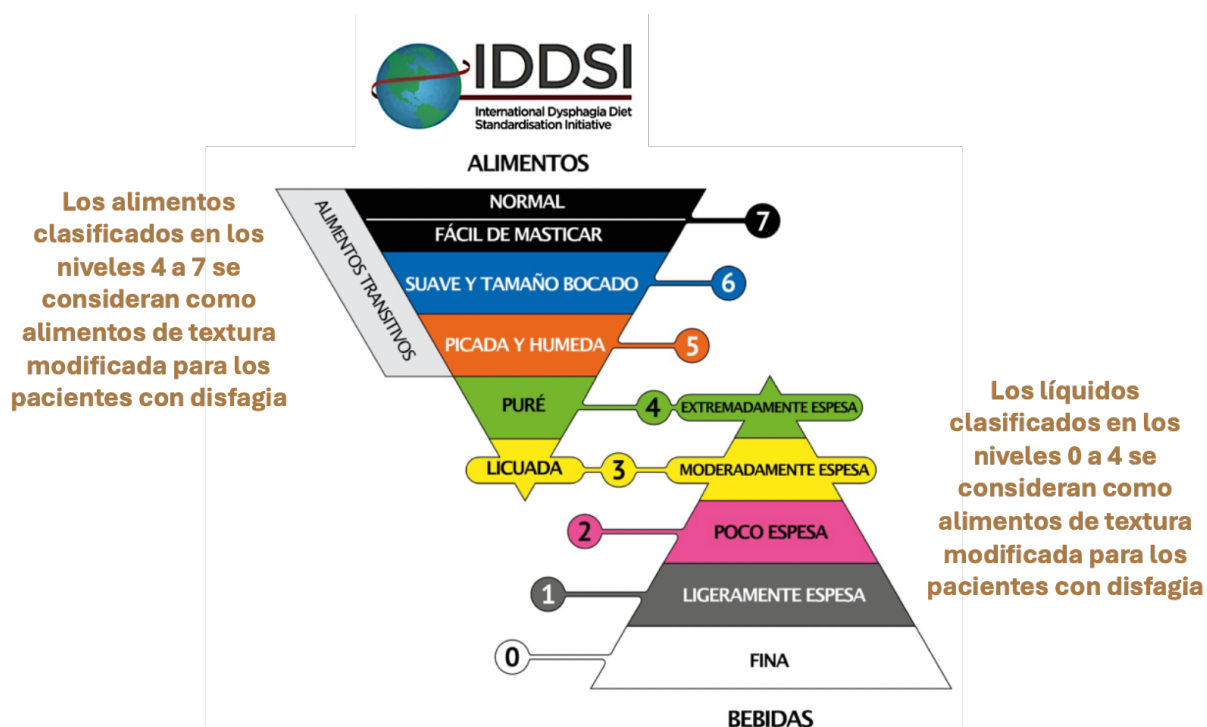 IDDSI
International Dysphagia Diet
Standardisation Initiative
ALIMENTOS
Los alimentos
clasificados en los
niveles 4 a 7 se
consideran como
alimentos de textura
modificada para los
pacientes con disfagia
ALIMENTOS TRANSITIVOS
NORMAL
FÁCIL DE MASTICAR
7
SUAVE Y TAMAÑO BOCADO
6
PICADA Y HUMEDA
5
PURÉ
4
EXTREMADAMENTE ESPESA
LICUADA
3
MODERADAMENTE ESPESA
2
POCO ESPESA
1
LIGERAMENTE ESPESA
0
FINA
BEBIDAS
Los líquidos
clasificados en los
niveles 0 a 4 se
consideran como
alimentos de textura
modificada para los
pacientes con disfagia